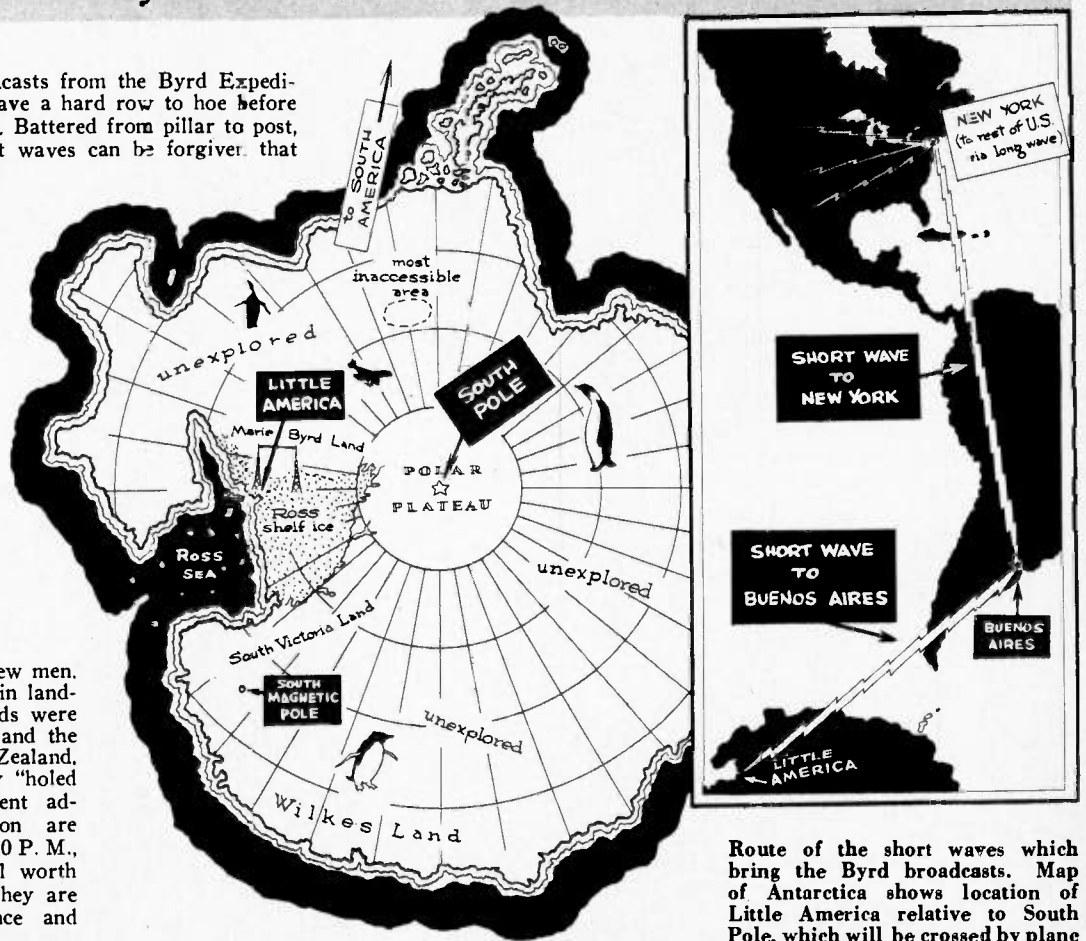 casts from the Byrd Expedi-
ave a hard row to hoe before
. Battered from pillar to post,
t waves can be forgiven that
to SOUTH
AMERICA
most
inaccessible
area
unexplored
LITTLE
AMERICA
SOUTH
POLE
Marie Byrd Land
POLAR
PLATEAU
Ross
shelf ice
ROSS
SEA
unexplored
South Victoria Land
SOUTH
MAGNETIC
POLE
unexplored
Wilkes Land
ew men.
in land-
ds were
and the
Zealand,
"holed
ent ad-
on are
0 P. M.,
l worth
hey are
nce and
NEW YORK
(to rest of U.S.
via long wave)
SHORT WAVE
TO
NEW YORK
SHORT WAVE
TO
BUENOS AIRES
BUENOS
AIRES
LITTLE
AMERICA
Route of the short waves which
bring the Byrd broadcasts. Map
of Antarctica shows location of
Little America relative to South
Pole, which will be crossed by plane